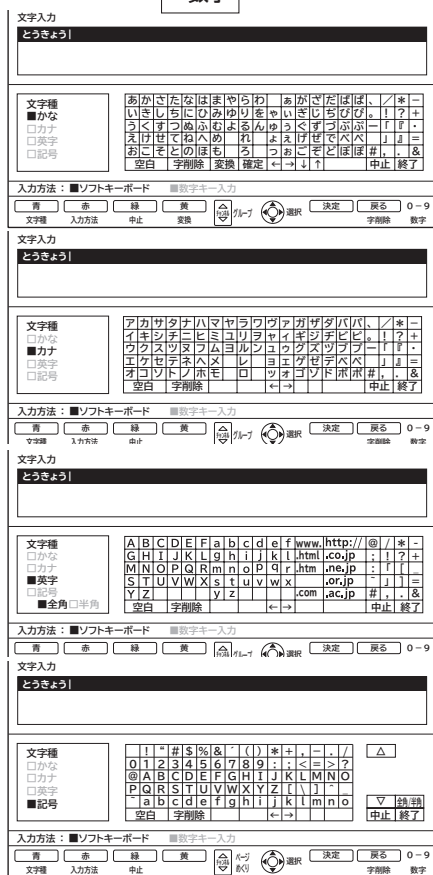 文字入力
とうきょう
文字種
■かな
□カナ
□英字
□記号
あかさたなはまやらわ ぁがざだばぱ、／*－
いきしちにひみゆりをゃぃぎじぢびぴ。！？＋
うくすつぬふむよるんゅぅぐずづぶぷー「『・
えけせてねへめ れ ょぇげぜでべぺ 」』＝
おこそとのほも ろ っぉごぞどぼぽ＃，．＆
空白 字削除 変換 確定 ←→↓↑ 中止 終了
入力方法：■ソフトキーボード ■数字キー入力
青 赤 緑 黄 グループ 選択 決定 戻る 0－9
文字種 入力方法 中止 変換 字削除 数字
文字入力
とうきょう
文字種
□かな
■カナ
□英字
□記号
アカサタナハマヤラワヴァガザダバパ、／*－
イキシチニヒミユリヲャィギジヂビピ。！？＋
ウクスツヌフムヨルンュゥグズヅブプー「『・
エケセテネヘメ レ ョェゲゼデベペ 」』＝
オコソトノホモ ロ ッォゴゾドボポ＃，．＆
空白 字削除 ←→ 中止 終了
入力方法：■ソフトキーボード ■数字キー入力
青 赤 緑 黄 グループ 選択 決定 戻る 0－9
文字種 入力方法 中止 字削除 数字
文字入力
とうきょう
文字種
□かな
□カナ
■英字
□記号
■全角□半角
A B C D E F a b c d e f www. http:// @ / * -
G H I J K L g h i j k l .html .co.jp ; ! ? +
M N O P Q R m n o p q r .htm .ne.jp : 「 [ _
S T U V W X s t u v w x .or.jp ~ 」 ] =
Y Z y z .com .ac.jp # , . &
空白 字削除 ←→ 中止 終了
入力方法：■ソフトキーボード ■数字キー入力
青 赤 緑 黄 グループ 選択 決定 戻る 0－9
文字入力
とうきょう
文字種
□かな
□カナ
□英字
■記号
! “ # $ % & ´ ( ) * + , - . / △
0 1 2 3 4 5 6 7 8 9 : ; < = > ?
@ A B C D E F G H I J K L M N O
P Q R S T U V W X Y Z [ \ ] ^ _
` a b c d e f g h i j k l m n o ▽ 全角/半角
空白 字削除 ←→ 中止 終了
入力方法：■ソフトキーボード ■数字キー入力
青 赤 緑 黄 ページめくり 選択 決定 戻る 0－9
文字種 入力方法 中止 字削除 数字